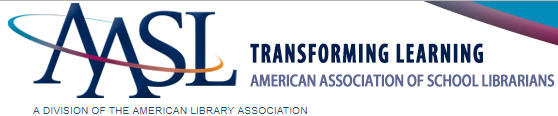 AASL
TRANSFORMING LEARNING
AMERICAN ASSOCIATION OF SCHOOL LIBRARIANS
A DIVISION OF THE AMERICAN LIBRARY ASSOCIATION